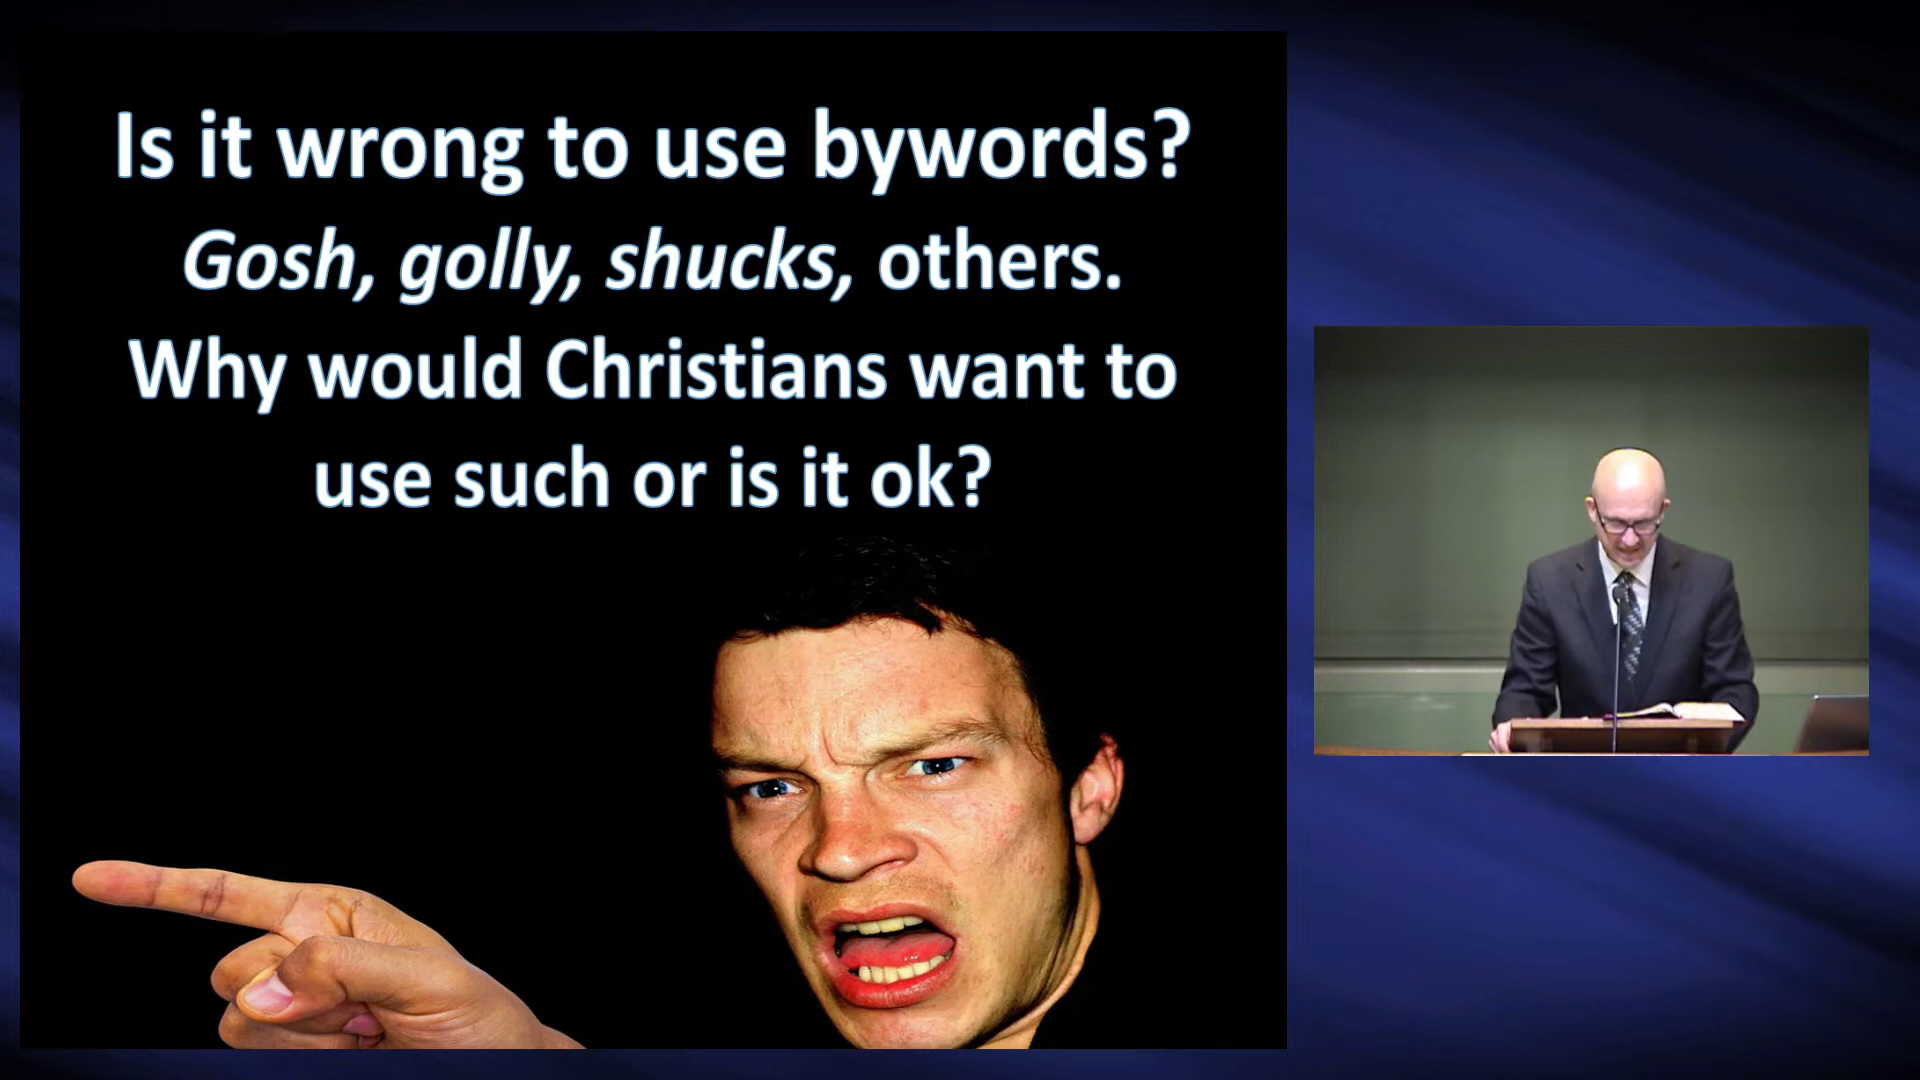 Is it wrong to use bywords?
Gosh, golly, shucks, others.
Why would Christians want to
use such or is it ok?